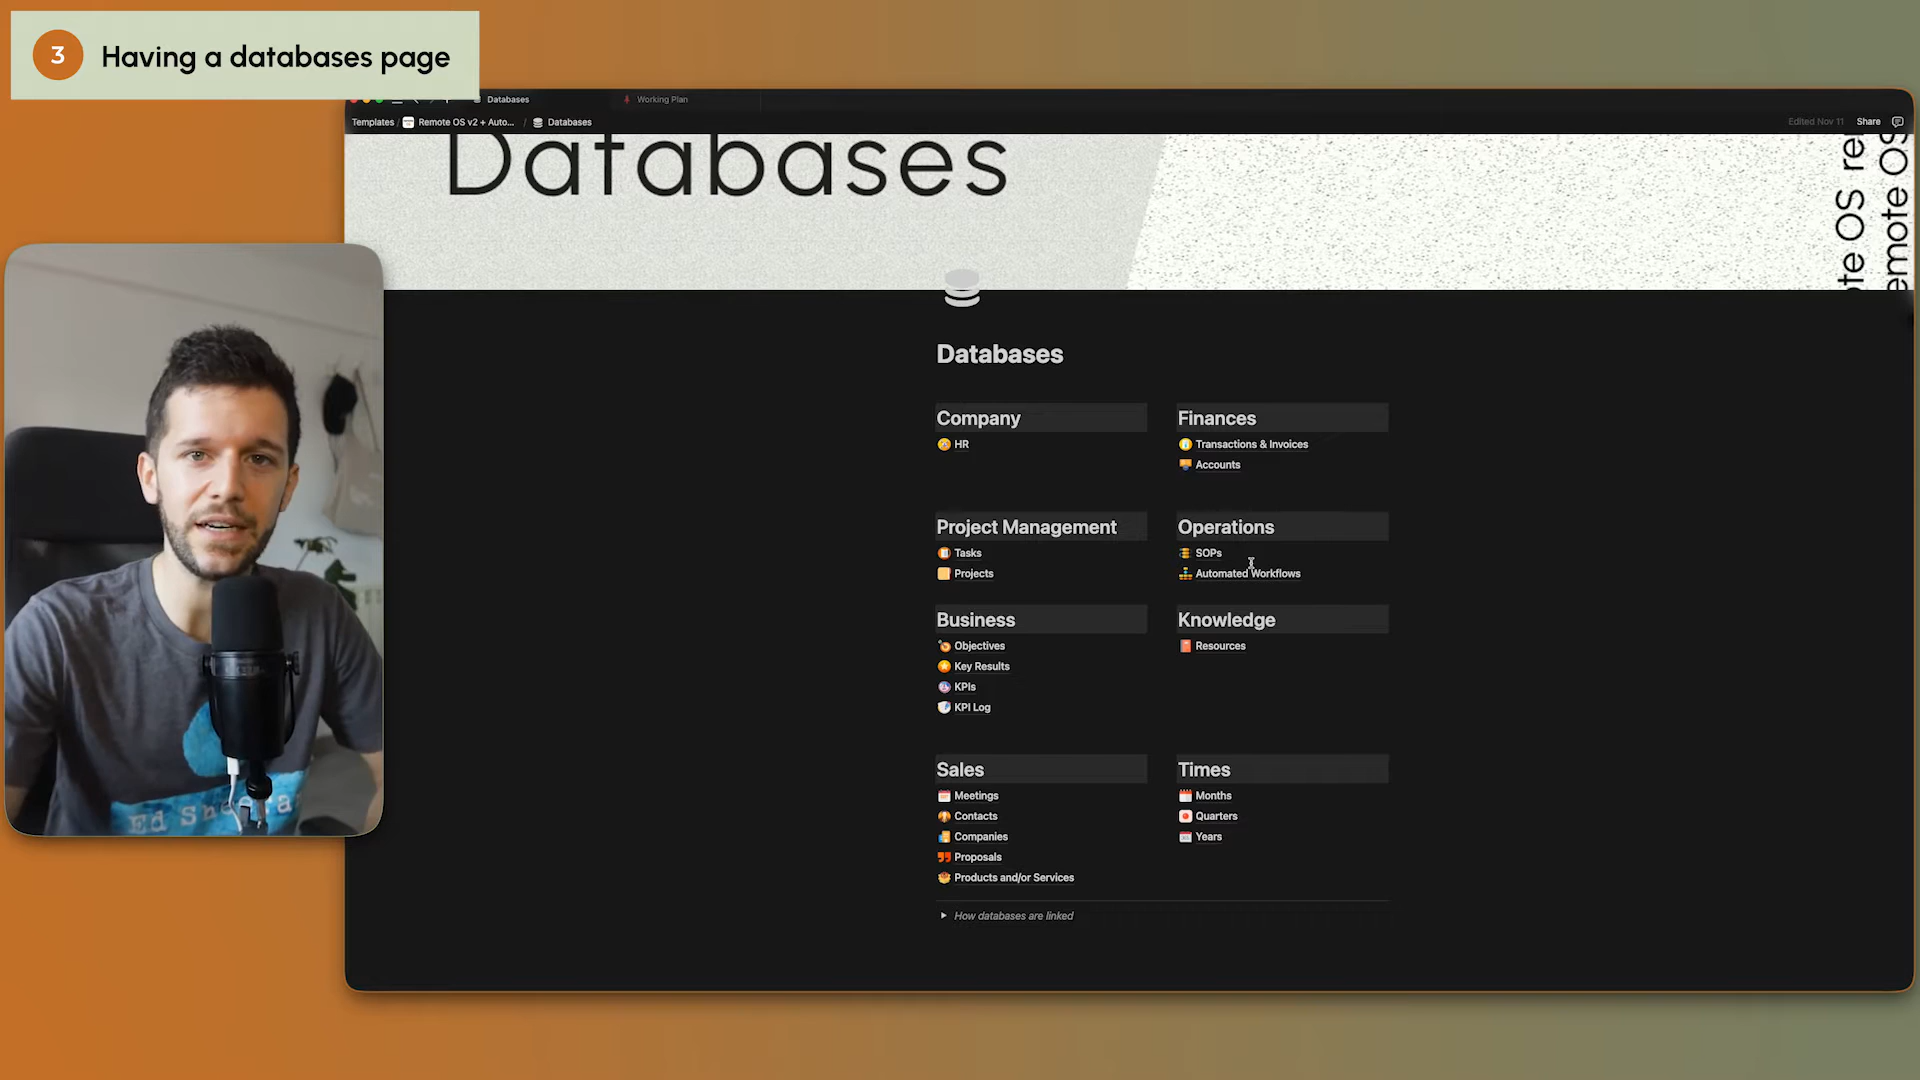 3 Having a databases page
Databases
Working Plan
Templates / Remote OS v2 + Auto... / Databases
Edited Nov 11
Share
Databases
Databases
Company
HR
Finances
Transactions & Invoices
Accounts
Project Management
Tasks
Projects
Operations
SOPs
Automated Workflows
Business
Objectives
Key Results
KPIs
KPI Log
Knowledge
Resources
Sales
Meetings
Contacts
Companies
Proposals
Products and/or Services
Times
Months
Quarters
Years
How databases are linked